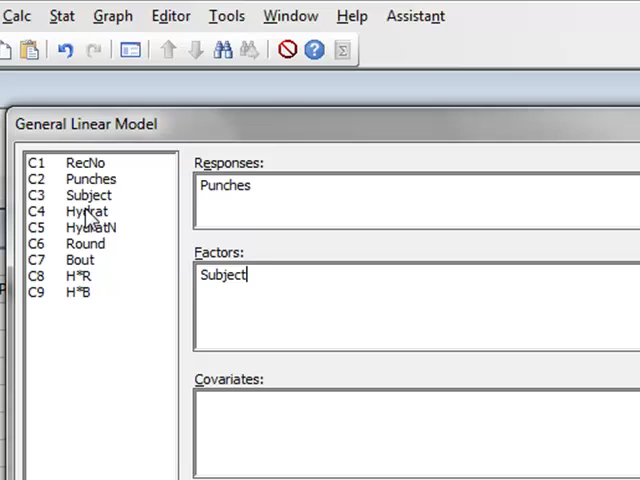 Calc Stat Graph Editor Tools Window Help Assistant
General Linear Model
C1 RecNo
C2 Punches
C3 Subject
C4 Hydrat
C5 HydratN
C6 Round
C7 Bout
C8 H*R
C9 H*B
Responses:
Punches
Factors:
Subject
Covariates: